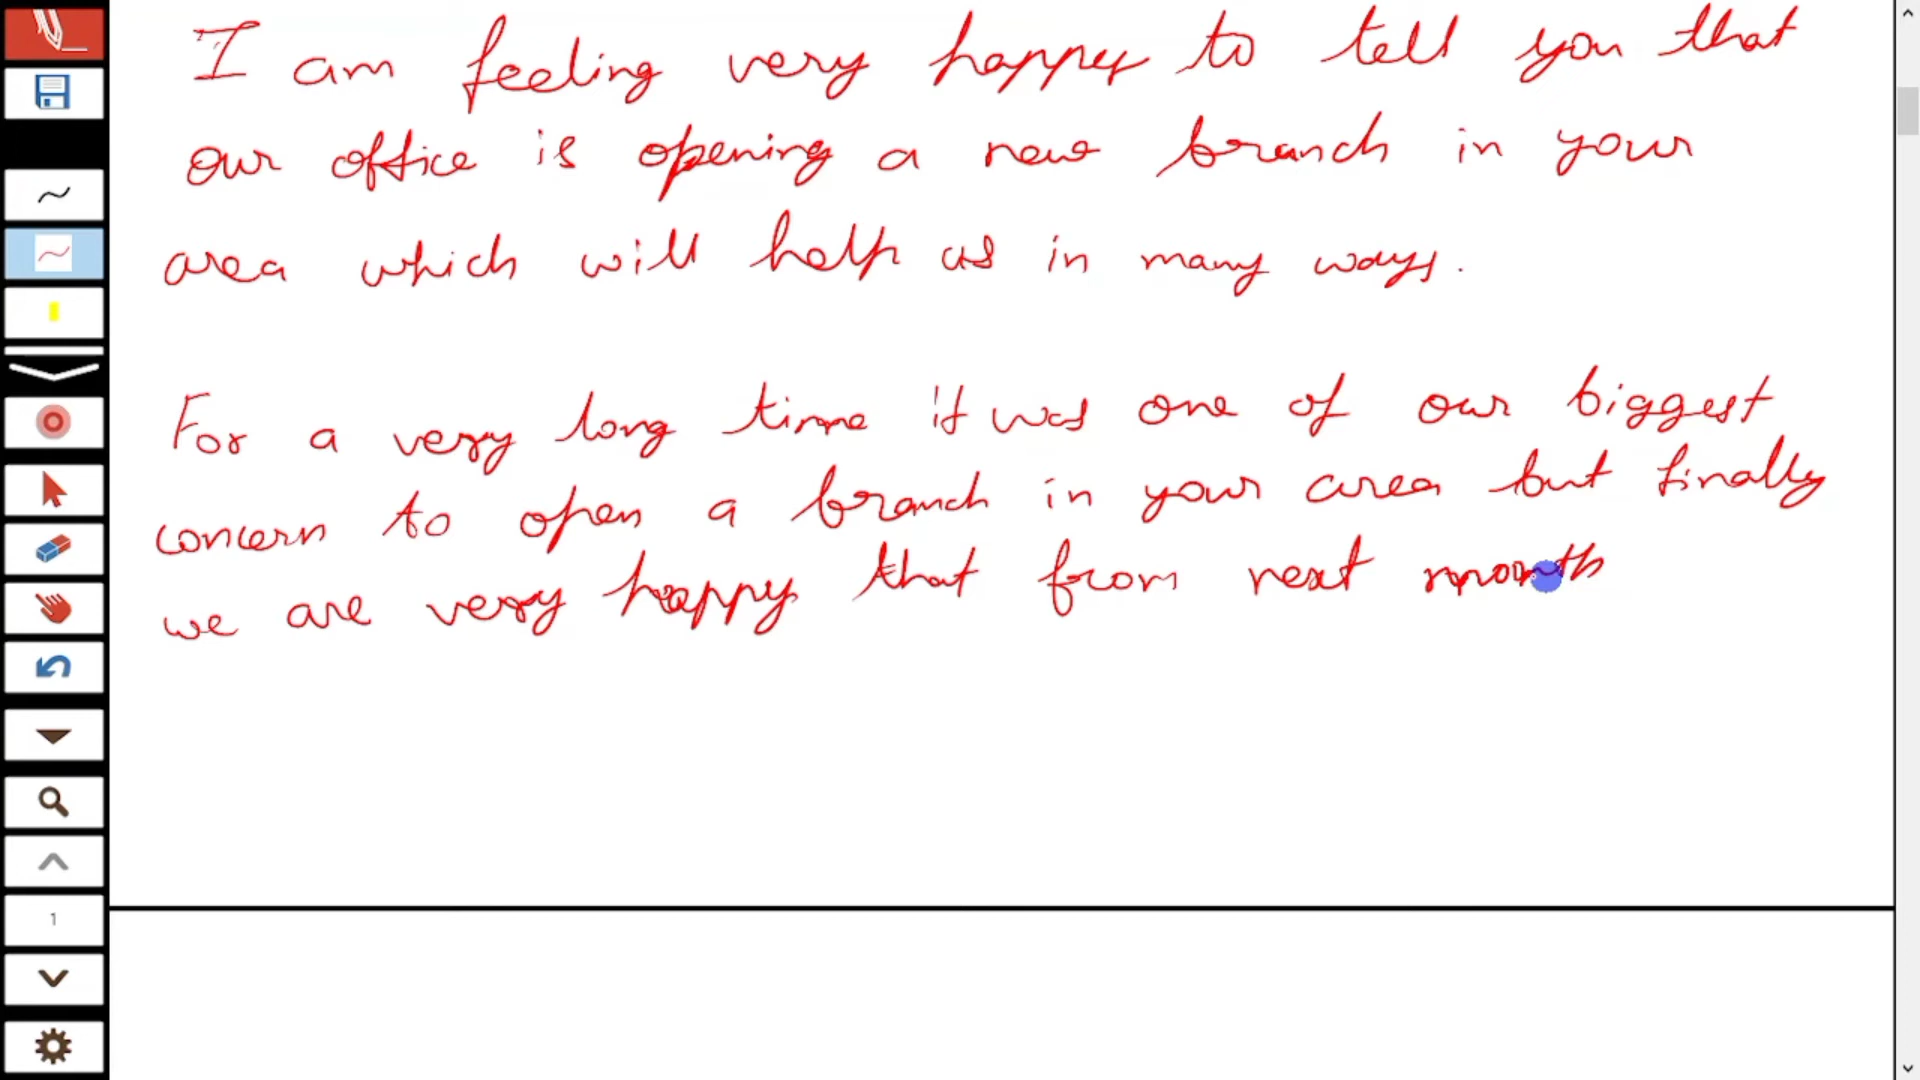 I am feeling very happy to tell you that
our office is opening a new branch in your
area which will help us in many ways.
For a very long time it was one of our biggest
concern to open a branch in your area but finally
we are very happy that from next month
1